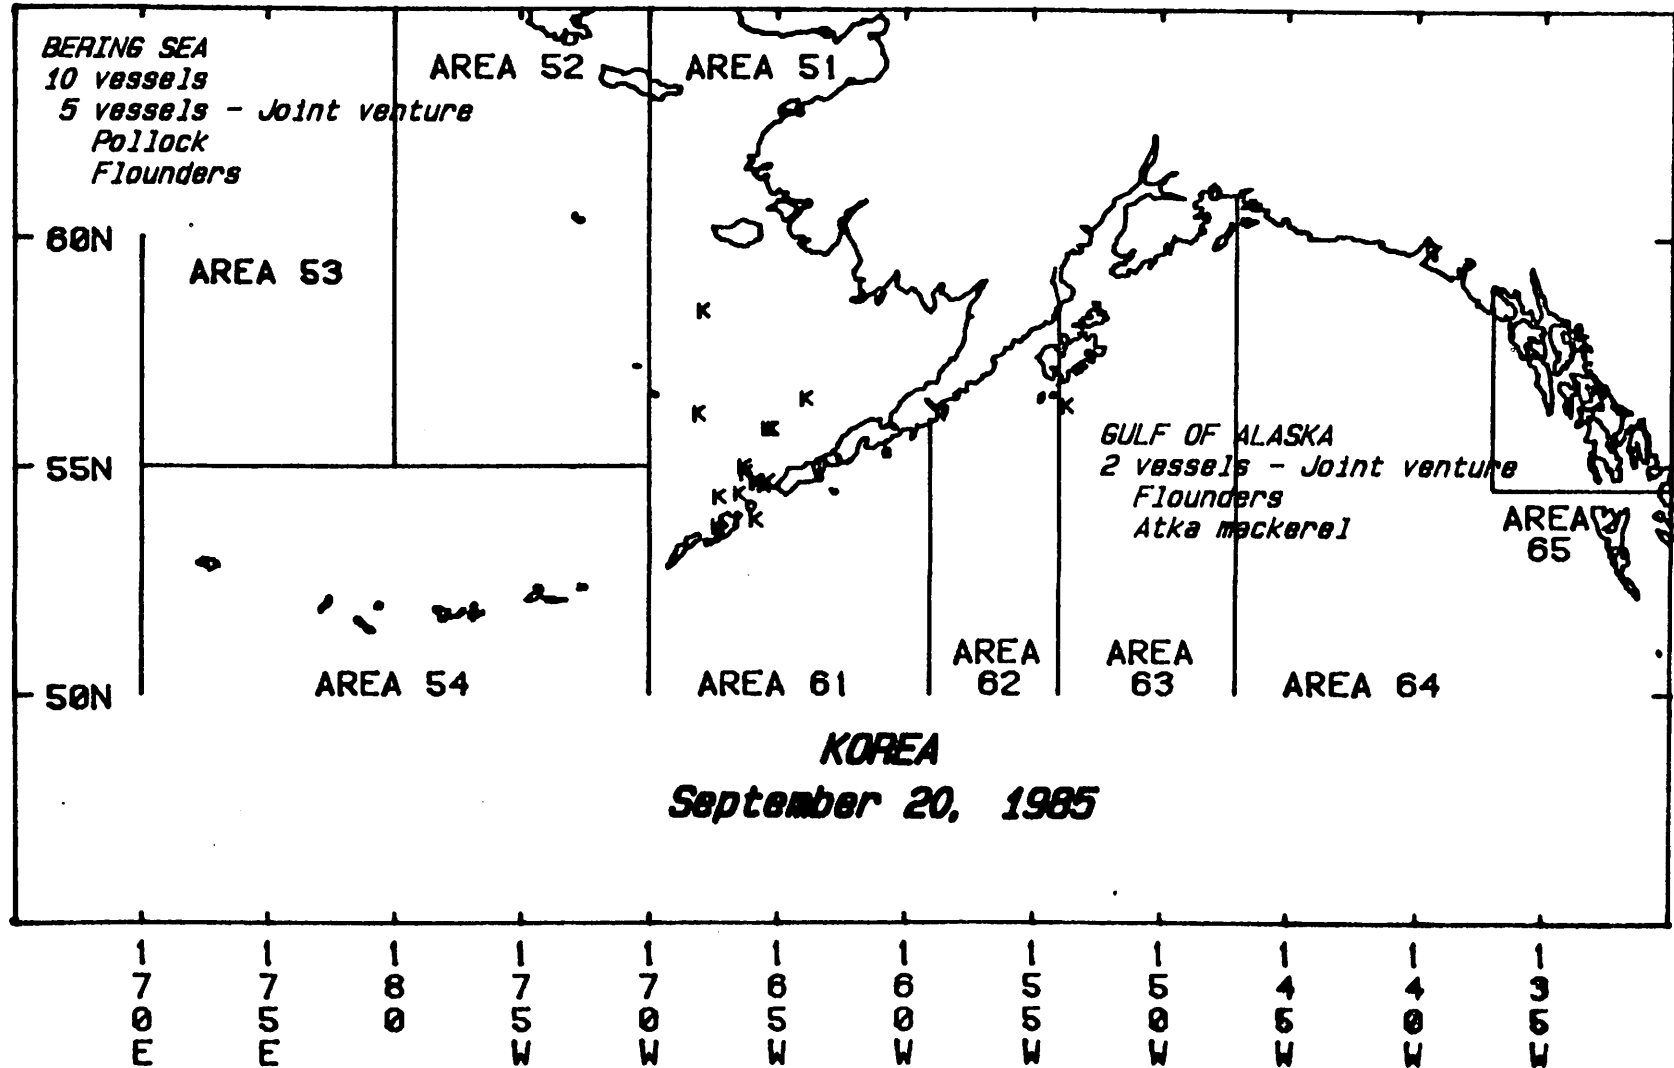 BERING SEA
10 vessels
5 vessels - Joint venture
Pollock
Flounders
AREA 52
AREA 51
60N
AREA 53
K
K
K
K
GULF OF ALASKA
2 vessels - Joint venture
Flounders
Atka mackerel
55N
K
K
K
AREA
65
AREA 54
AREA 61
AREA
62
AREA
63
AREA 64
50N
KOREA
September 20, 1985
170E
175E
180
175W
170W
165W
160W
155W
150W
145W
140W
135W